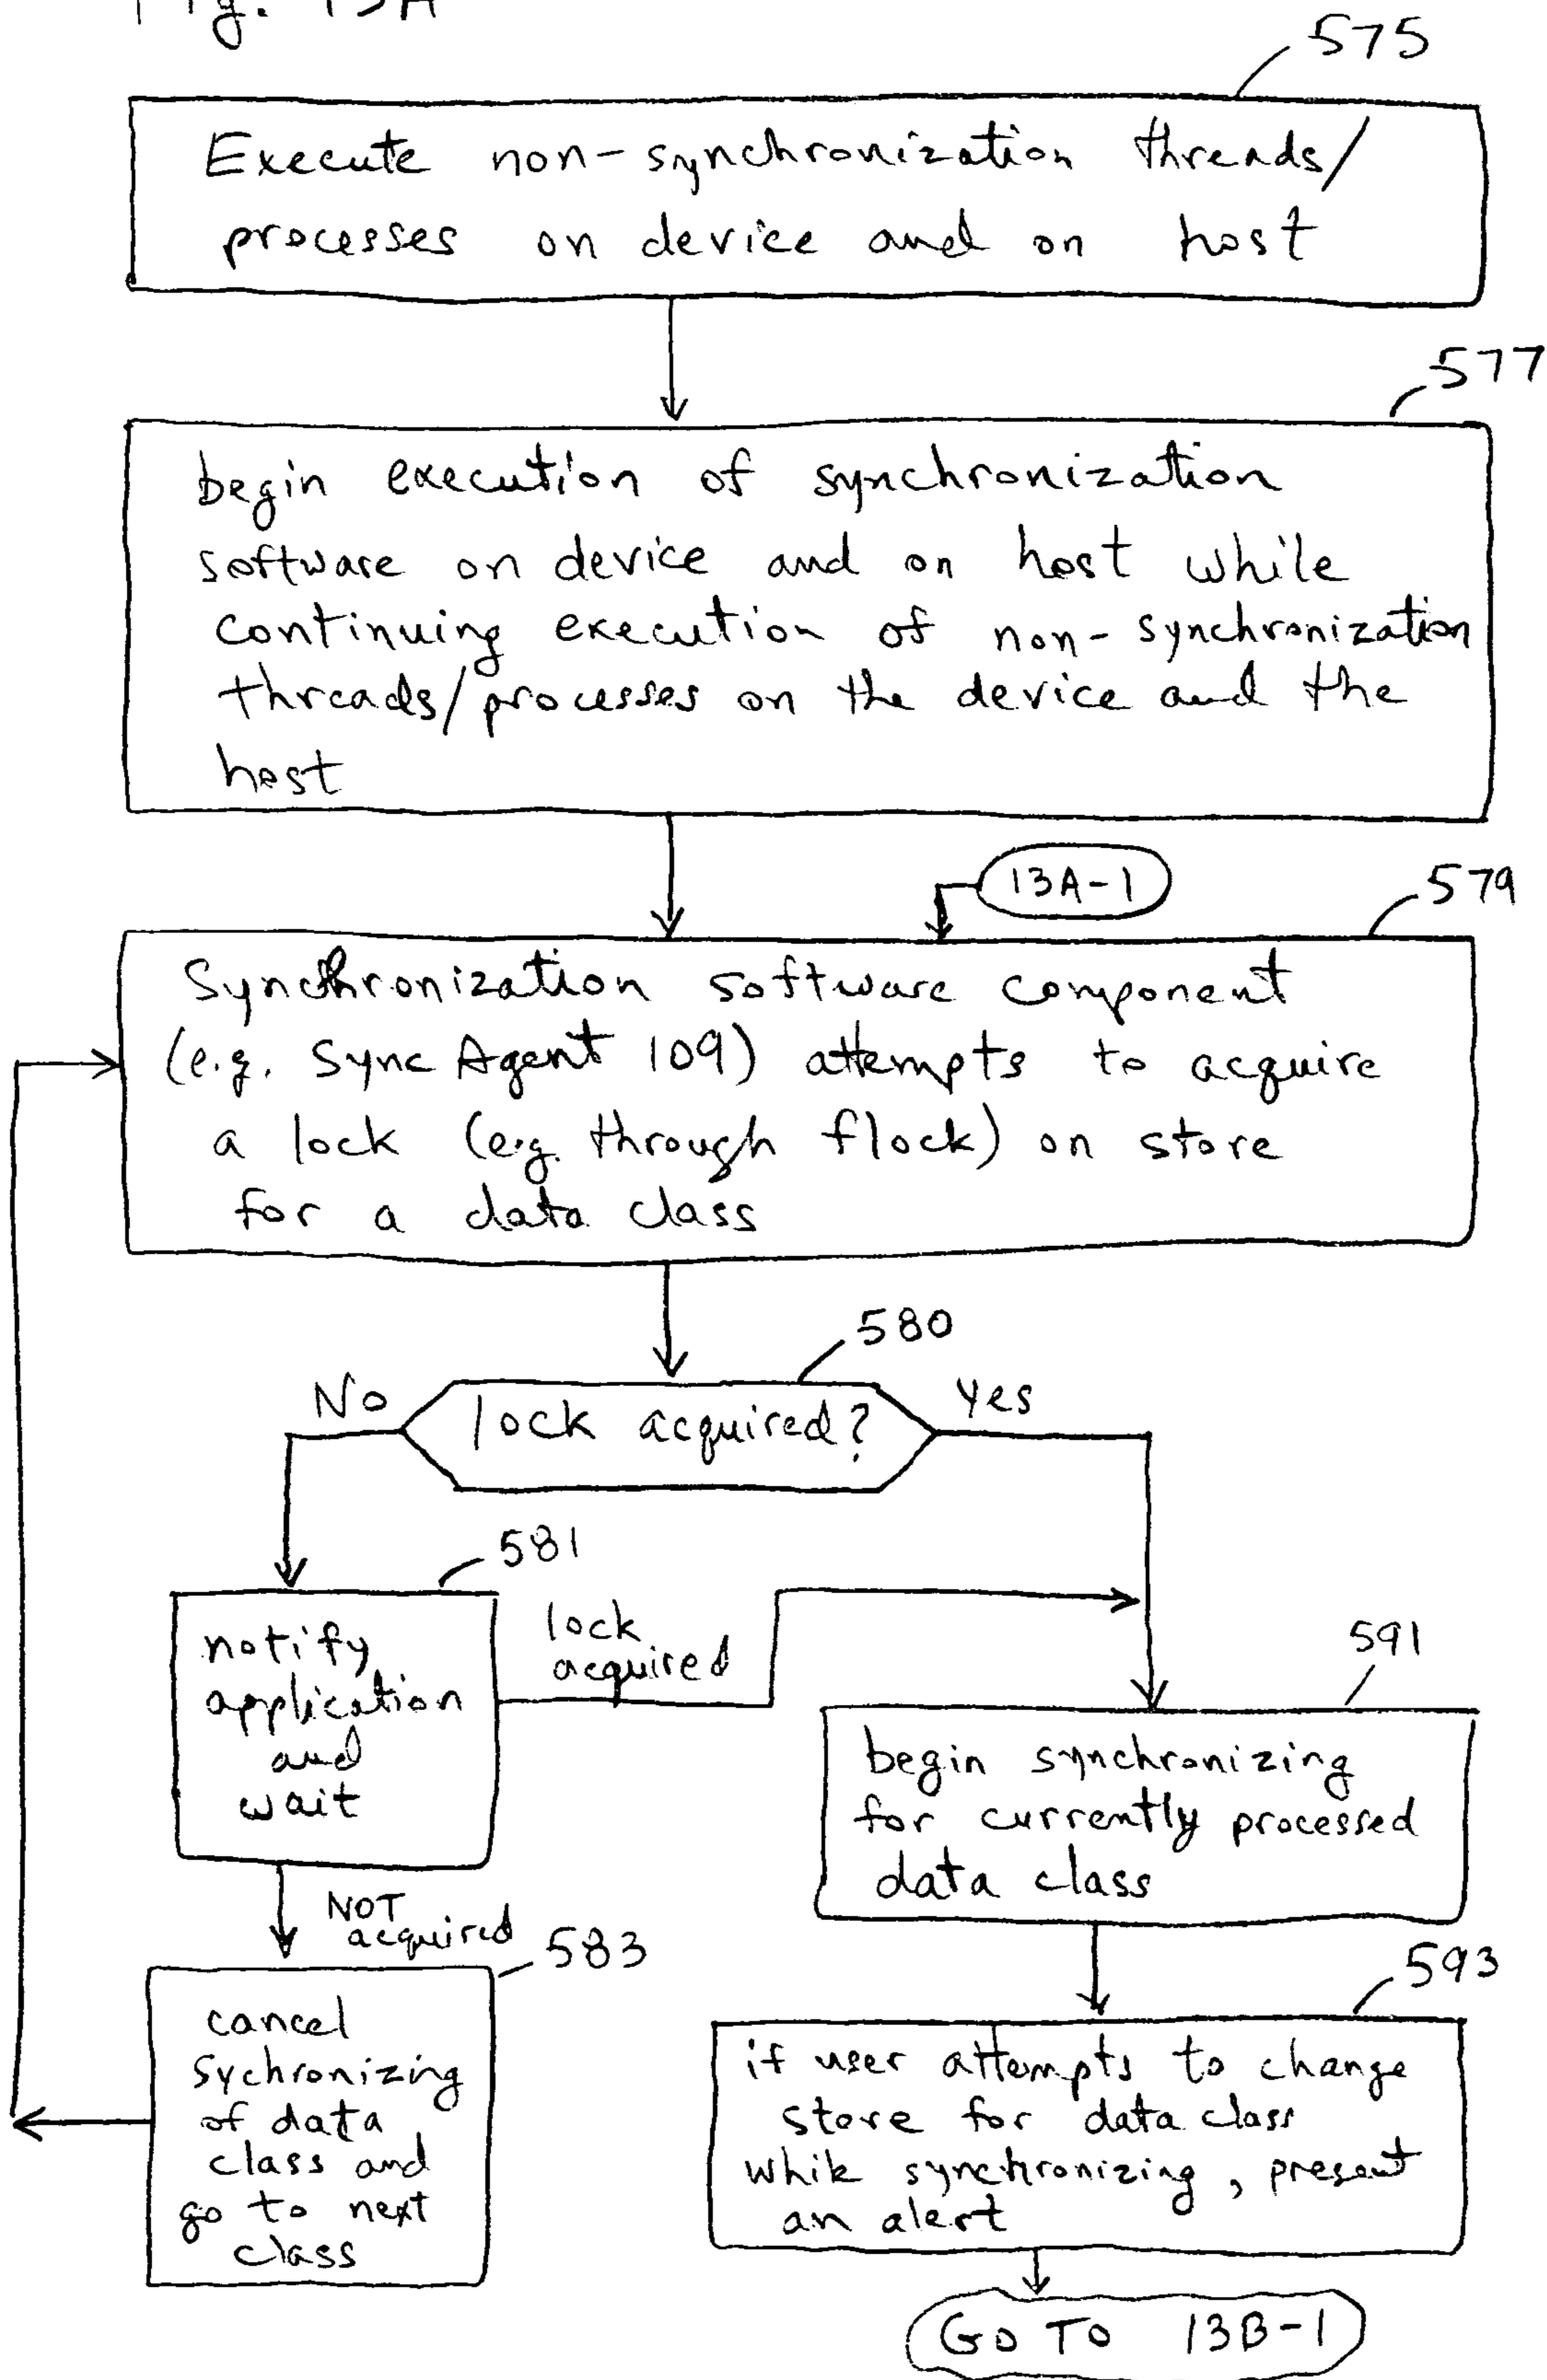 Fig. 13A
575
Execute non-synchronization threads/
processes on device and on host
577
begin execution of synchronization
software on device and on host while
continuing execution of non-synchronization
threads/processes on the device and the
host
13A-1
579
Synchronization software component
(e.g. Sync Agent 109) attempts to acquire
a lock (e.g. through flock) on store
for a data class
580
No
lock acquired?
Yes
581
notify
application
and
wait
lock
acquired
591
begin synchronizing
for currently processed
data class
NOT
acquired
583
cancel
sychronizing
of data
class and
go to next
class
593
if user attempts to change
store for data class
while synchronizing, present
an alert
GO TO 13B-1